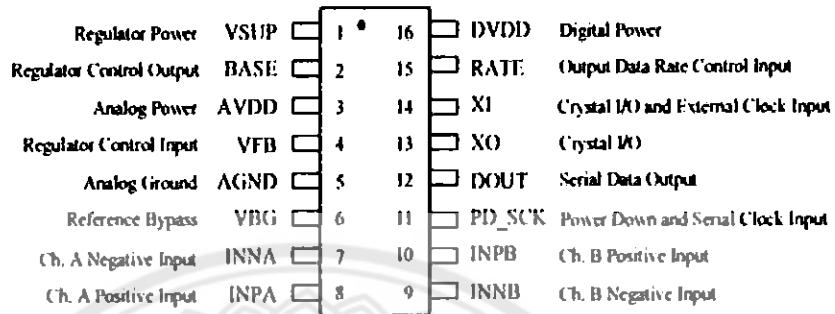 Regulator Power VSUP 1 16 DVDD Digital Power
Regulator Control Output BASE 2 15 RATE Output Data Rate Control Input
Analog Power AVDD 3 14 XI Crystal I/O and External Clock Input
Regulator Control Input VFB 4 13 XO Crystal I/O
Analog Ground AGND 5 12 DOUT Serial Data Output
Reference Bypass VBG 6 11 PD_SCK Power Down and Serial Clock Input
Ch. A Negative Input INNA 7 10 INPB Ch. B Positive Input
Ch. A Positive Input INPA 8 9 INNB Ch. B Negative Input